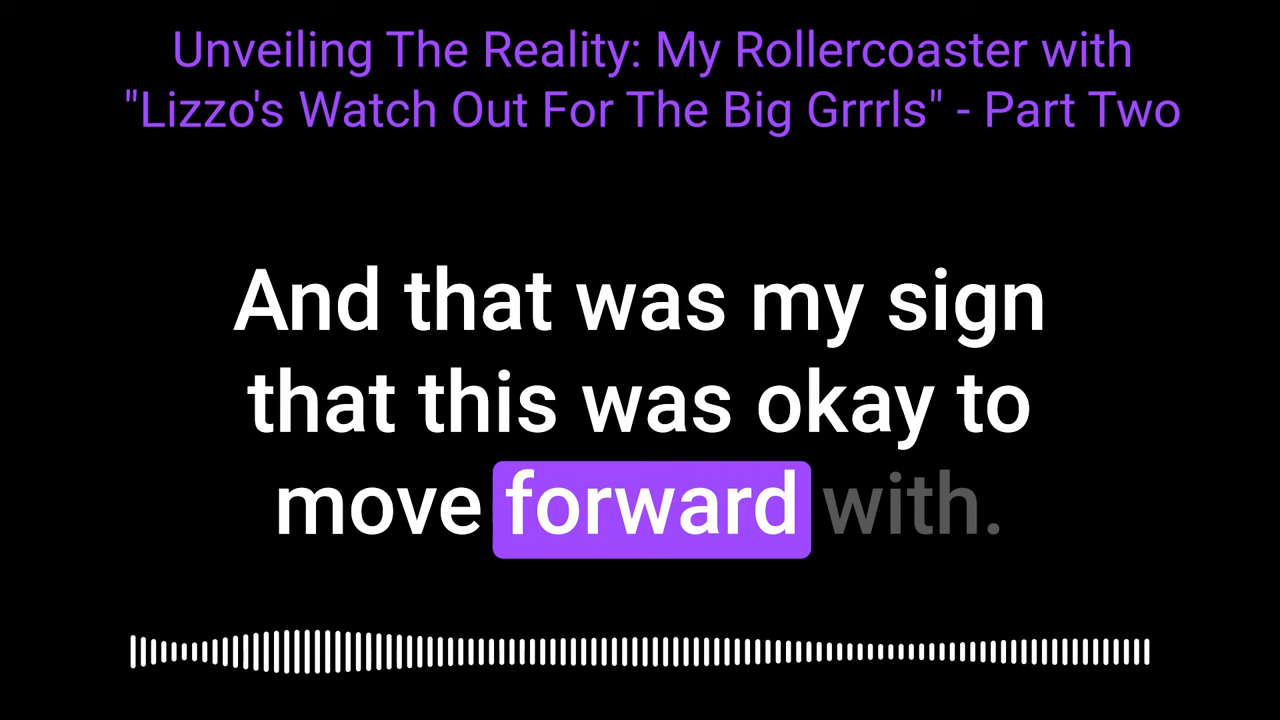 Unveiling The Reality: My Rollercoaster with
"Lizzo's Watch Out For The Big Grrrls" - Part Two
And that was my sign
that this was okay to
move forward with.